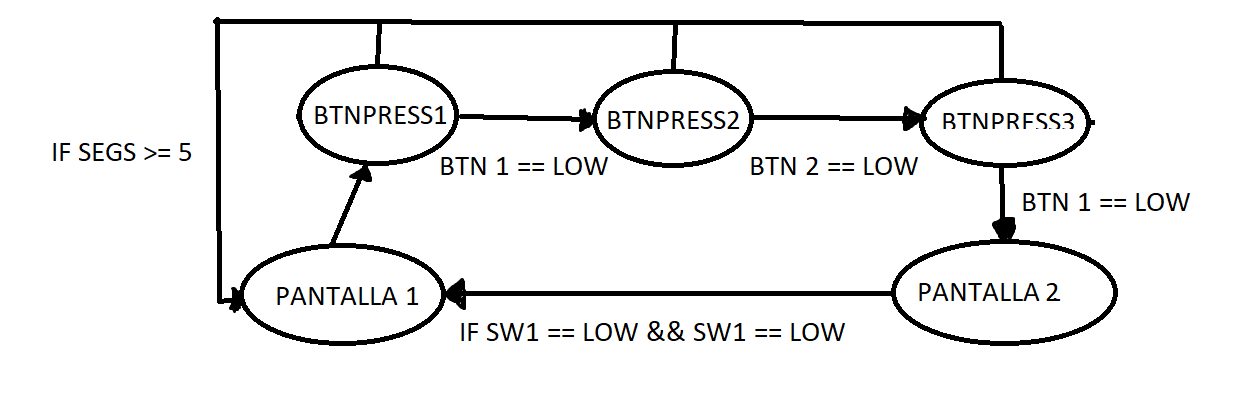 BTNPRESS1
BTNPRESS2
BTNPRESS3
IF SEGS >= 5
BTN 1 == LOW
BTN 2 == LOW
BTN 1 == LOW
PANTALLA 1
PANTALLA 2
IF SW1 == LOW && SW1 == LOW